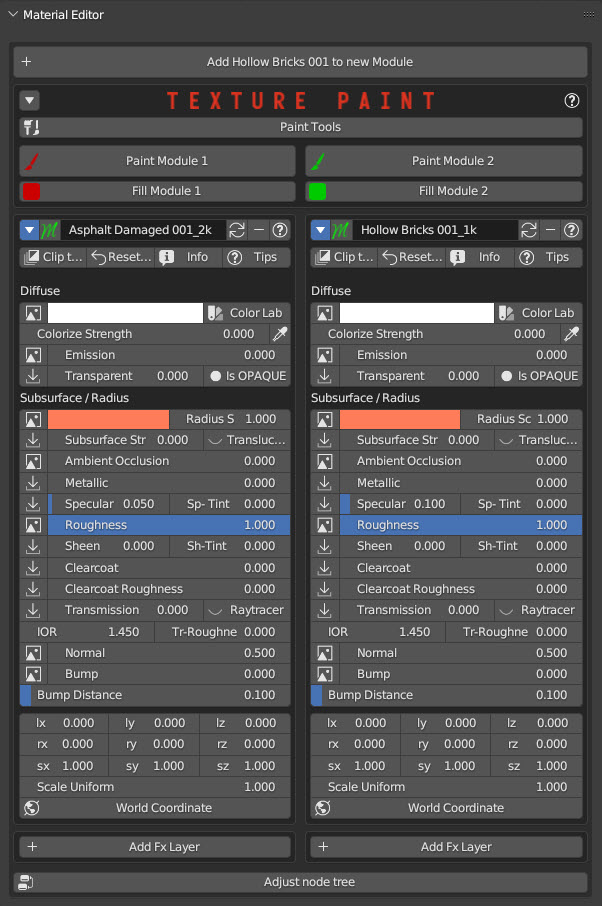 Material Editor
Add Hollow Bricks 001 to new Module
TEXTURE PAINT
Paint Tools
Paint Module 1 Paint Module 2
Fill Module 1 Fill Module 2
Asphalt Damaged 001_2k
Clip t... Reset... Info Tips
Diffuse
Color Lab
Colorize Strength 0.000
Emission 0.000
Transparent 0.000 Is OPAQUE
Subsurface / Radius
Radius S 1.000
Subsurface Str 0.000 Transluc...
Ambient Occlusion 0.000
Metallic 0.000
Specular 0.050 Sp- Tint 0.000
Roughness 1.000
Sheen 0.000 Sh-Tint 0.000
Clearcoat 0.000
Clearcoat Roughness 0.000
Transmission 0.000 Raytracer
IOR 1.450 Tr-Roughne 0.000
Normal 0.500
Bump 0.000
Bump Distance 0.100
lx 0.000 ly 0.000 lz 0.000
rx 0.000 ry 0.000 rz 0.000
sx 1.000 sy 1.000 sz 1.000
Scale Uniform 1.000
World Coordinate
Add Fx Layer
Hollow Bricks 001_1k
Clip t... Reset... Info Tips
Diffuse
Color Lab
Colorize Strength 0.000
Emission 0.000
Transparent 0.000 Is OPAQUE
Subsurface / Radius
Radius Sc 1.000
Subsurface Str 0.000 Transluc...
Ambient Occlusion 0.000
Metallic 0.000
Specular 0.100 Sp- Tint 0.000
Roughness 1.000
Sheen 0.000 Sh-Tint 0.000
Clearcoat 0.000
Clearcoat Roughness 0.000
Transmission 0.000 Raytracer
IOR 1.450 Tr-Roughne 0.000
Normal 0.500
Bump 0.000
Bump Distance 0.100
lx 0.000 ly 0.000 lz 0.000
rx 0.000 ry 0.000 rz 0.000
sx 1.000 sy 1.000 sz 1.000
Scale Uniform 1.000
World Coordinate
Add Fx Layer
Adjust node tree